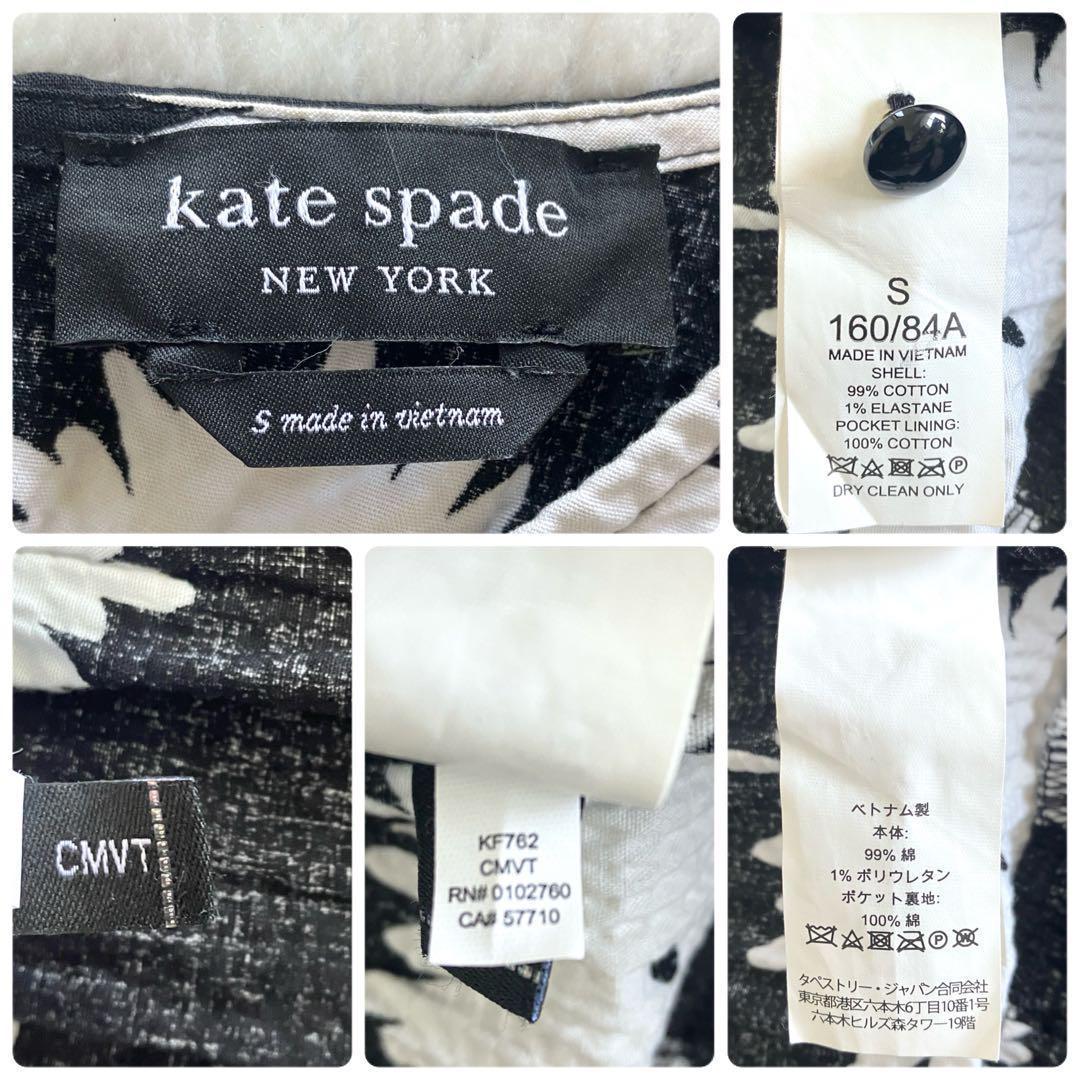 kate spade
NEW YORK
S made in vietnam
S
160/84A
MADE IN VIETNAM
SHELL:
99% COTTON
1% ELASTANE
POCKET LINING:
100% COTTON
P
DRY CLEAN ONLY
CMVT
KF762
CMVT
RN# 0102760
CA# 57710
ベトナム製
本体:
99% 綿
1% ポリウレタン
ポケット裏地:
100% 綿
P W
タペストリー・ジャパン合同会社
東京都港区六本木6丁目10番1号
六本木ヒルズ森タワー19階